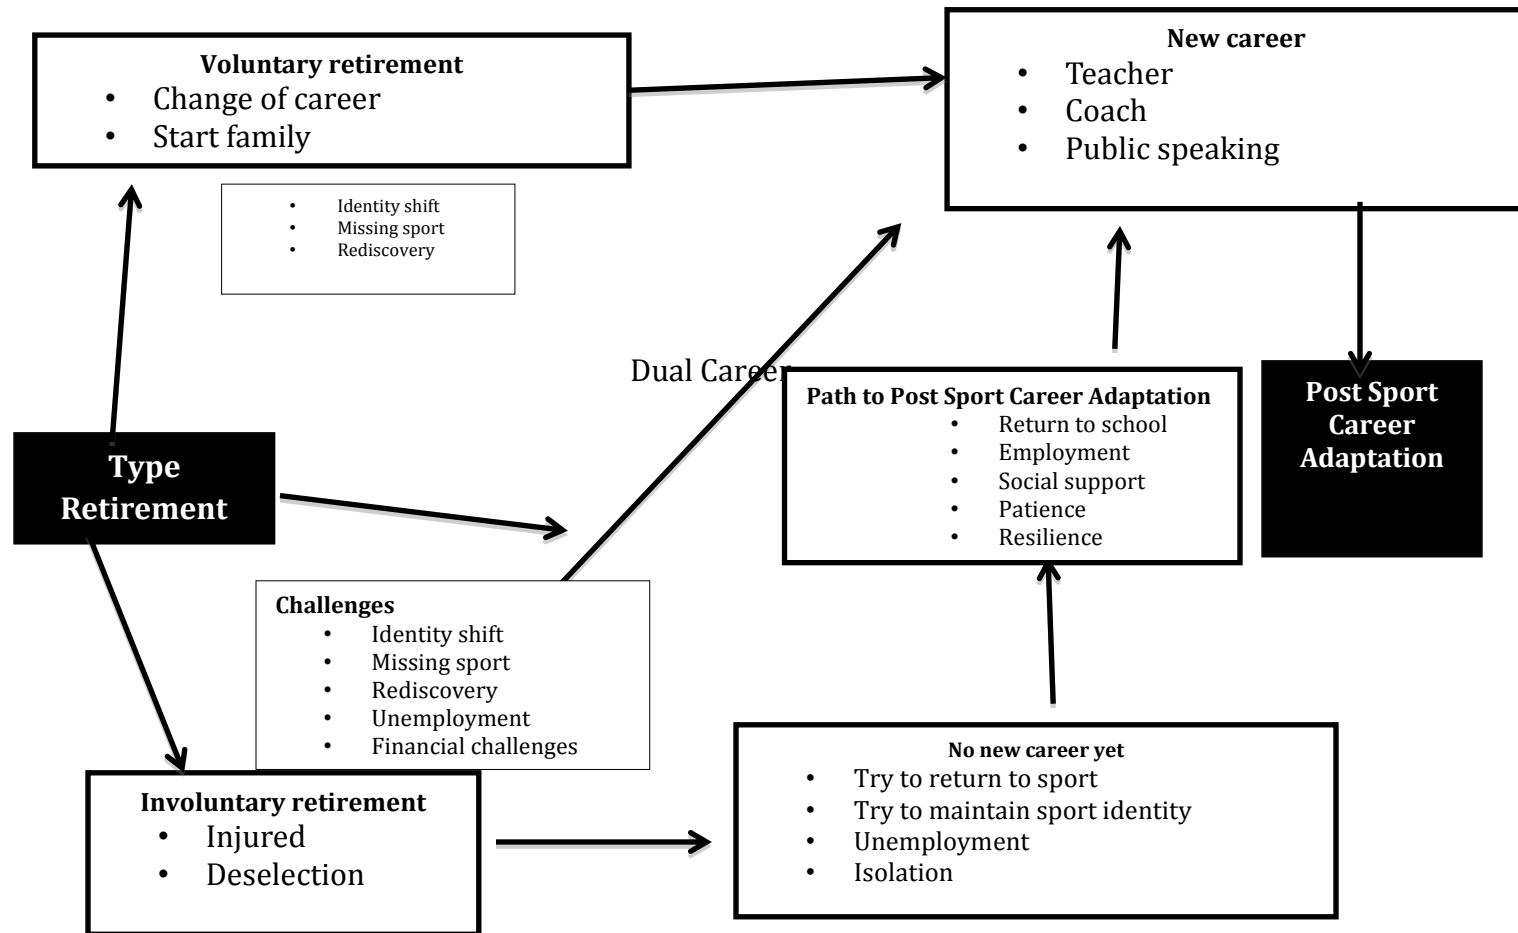 Voluntary retirement
• Change of career
• Start family
• Identity shift
• Missing sport
• Rediscovery
New career
• Teacher
• Coach
• Public speaking
Dual Career
Type
Retirement
Path to Post Sport Career Adaptation
• Return to school
• Employment
• Social support
• Patience
• Resilience
Post Sport
Career
Adaptation
Challenges
• Identity shift
• Missing sport
• Rediscovery
• Unemployment
• Financial challenges
Involuntary retirement
• Injured
• Deselection
No new career yet
• Try to return to sport
• Try to maintain sport identity
• Unemployment
• Isolation